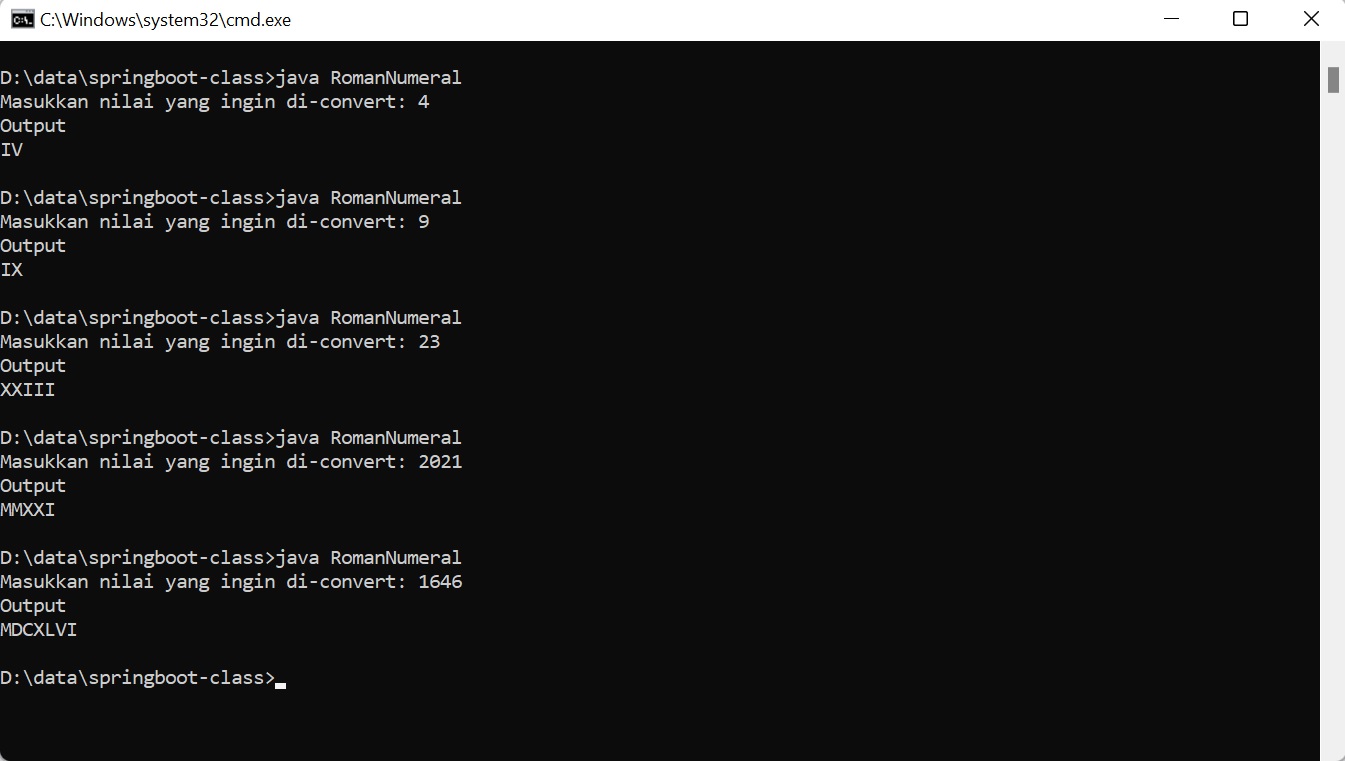 C:\Windows\system32\cmd.exe
D:\data\springboot-class>java RomanNumeral
Masukkan nilai yang ingin di-convert: 4
Output
IV
D:\data\springboot-class>java RomanNumeral
Masukkan nilai yang ingin di-convert: 9
Output
IX
D:\data\springboot-class>java RomanNumeral
Masukkan nilai yang ingin di-convert: 23
Output
XXIII
D:\data\springboot-class>java RomanNumeral
Masukkan nilai yang ingin di-convert: 2021
Output
MMXXI
D:\data\springboot-class>java RomanNumeral
Masukkan nilai yang ingin di-convert: 1646
Output
MDCXLVI
D:\data\springboot-class>